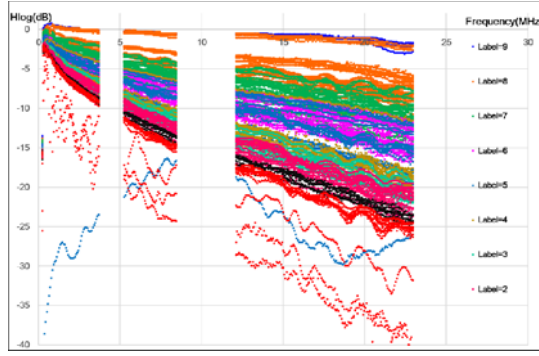 Hlog(dB)
Frequency(MHz)
0
0
5
10
15
20
25
30
-5
-10
-15
-20
-25
-30
-35
-40
Label=9
Label=8
Label=7
Label=6
Label=5
Label=4
Label=3
Label=2